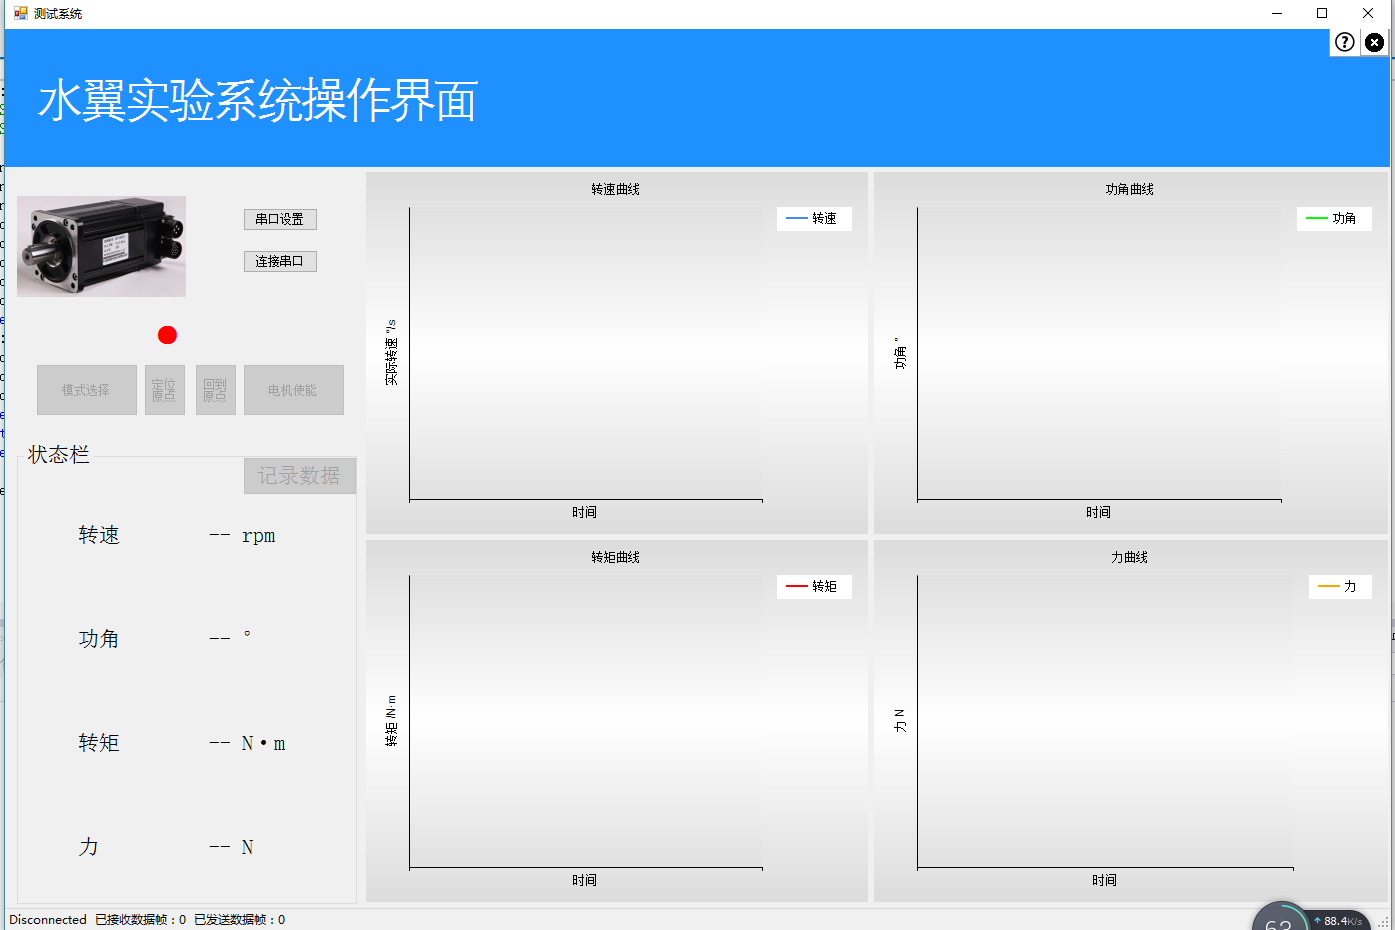 测试系统
水翼实验系统操作界面
串口设置
连接串口
模式选择
定位
原点
回到
原点
电机使能
状态栏
记录数据
转速 -- rpm
功角 -- °
转矩 -- N·m
力 -- N
转速曲线
转速
实际转速 °/s
时间
功角曲线
功角
功角 °
时间
转矩曲线
转矩
转矩 /N·m
时间
力曲线
力
力 N
时间
Disconnected 已接收数据帧：0 已发送数据帧：0
63
88.4K/s